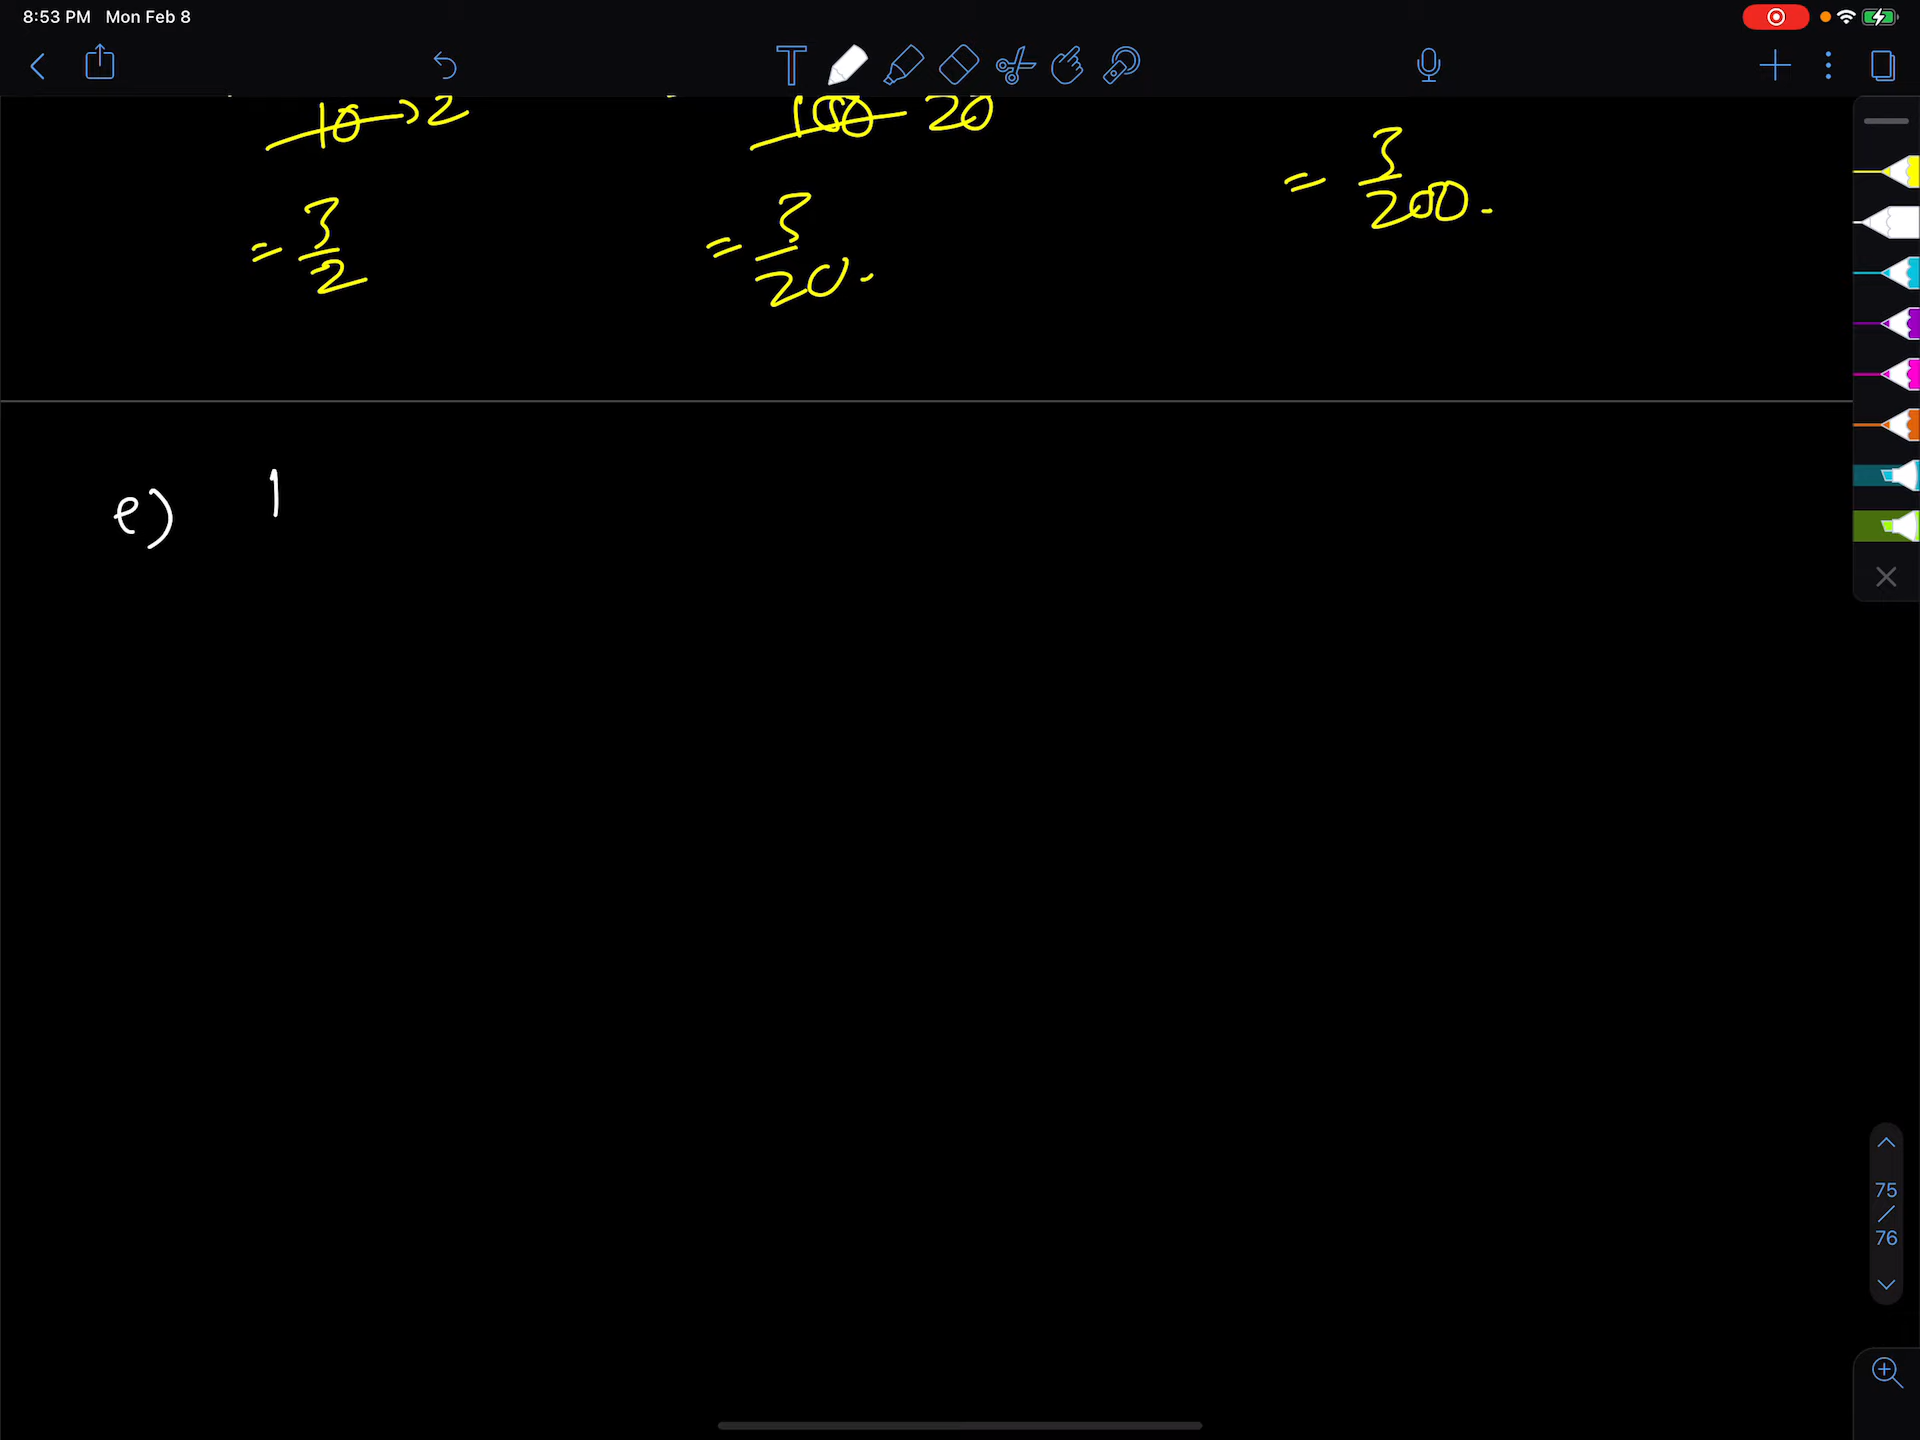 8:53 PM Mon Feb 8
T
10 → 2
100 - 20
= 3/2
= 3/20.
= 3/200.
e) 1
75
/
76